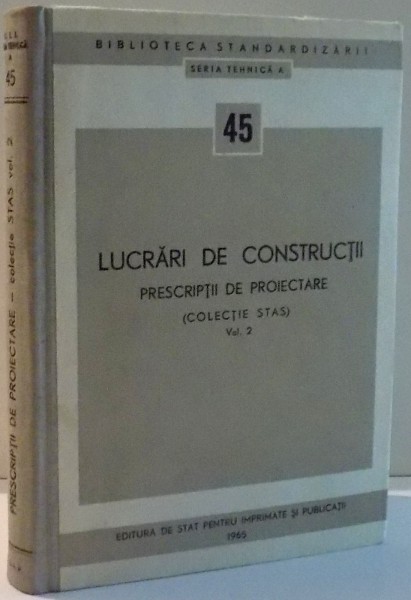 BIBLIOTECA STANDARDIZĂRII
SERIA TEHNICĂ A
45
LUCRĂRI DE CONSTRUCȚII
PRESCRIPȚII DE PROIECTARE
(COLECȚIE STAS)
Vol. 2
EDITURA DE STAT PENTRU IMPRIMATE ȘI PUBLICAȚII
1965
TEHNICĂ
A
45
PRESCRIPȚII DE PROIECTARE – colecție STAS vol. 2